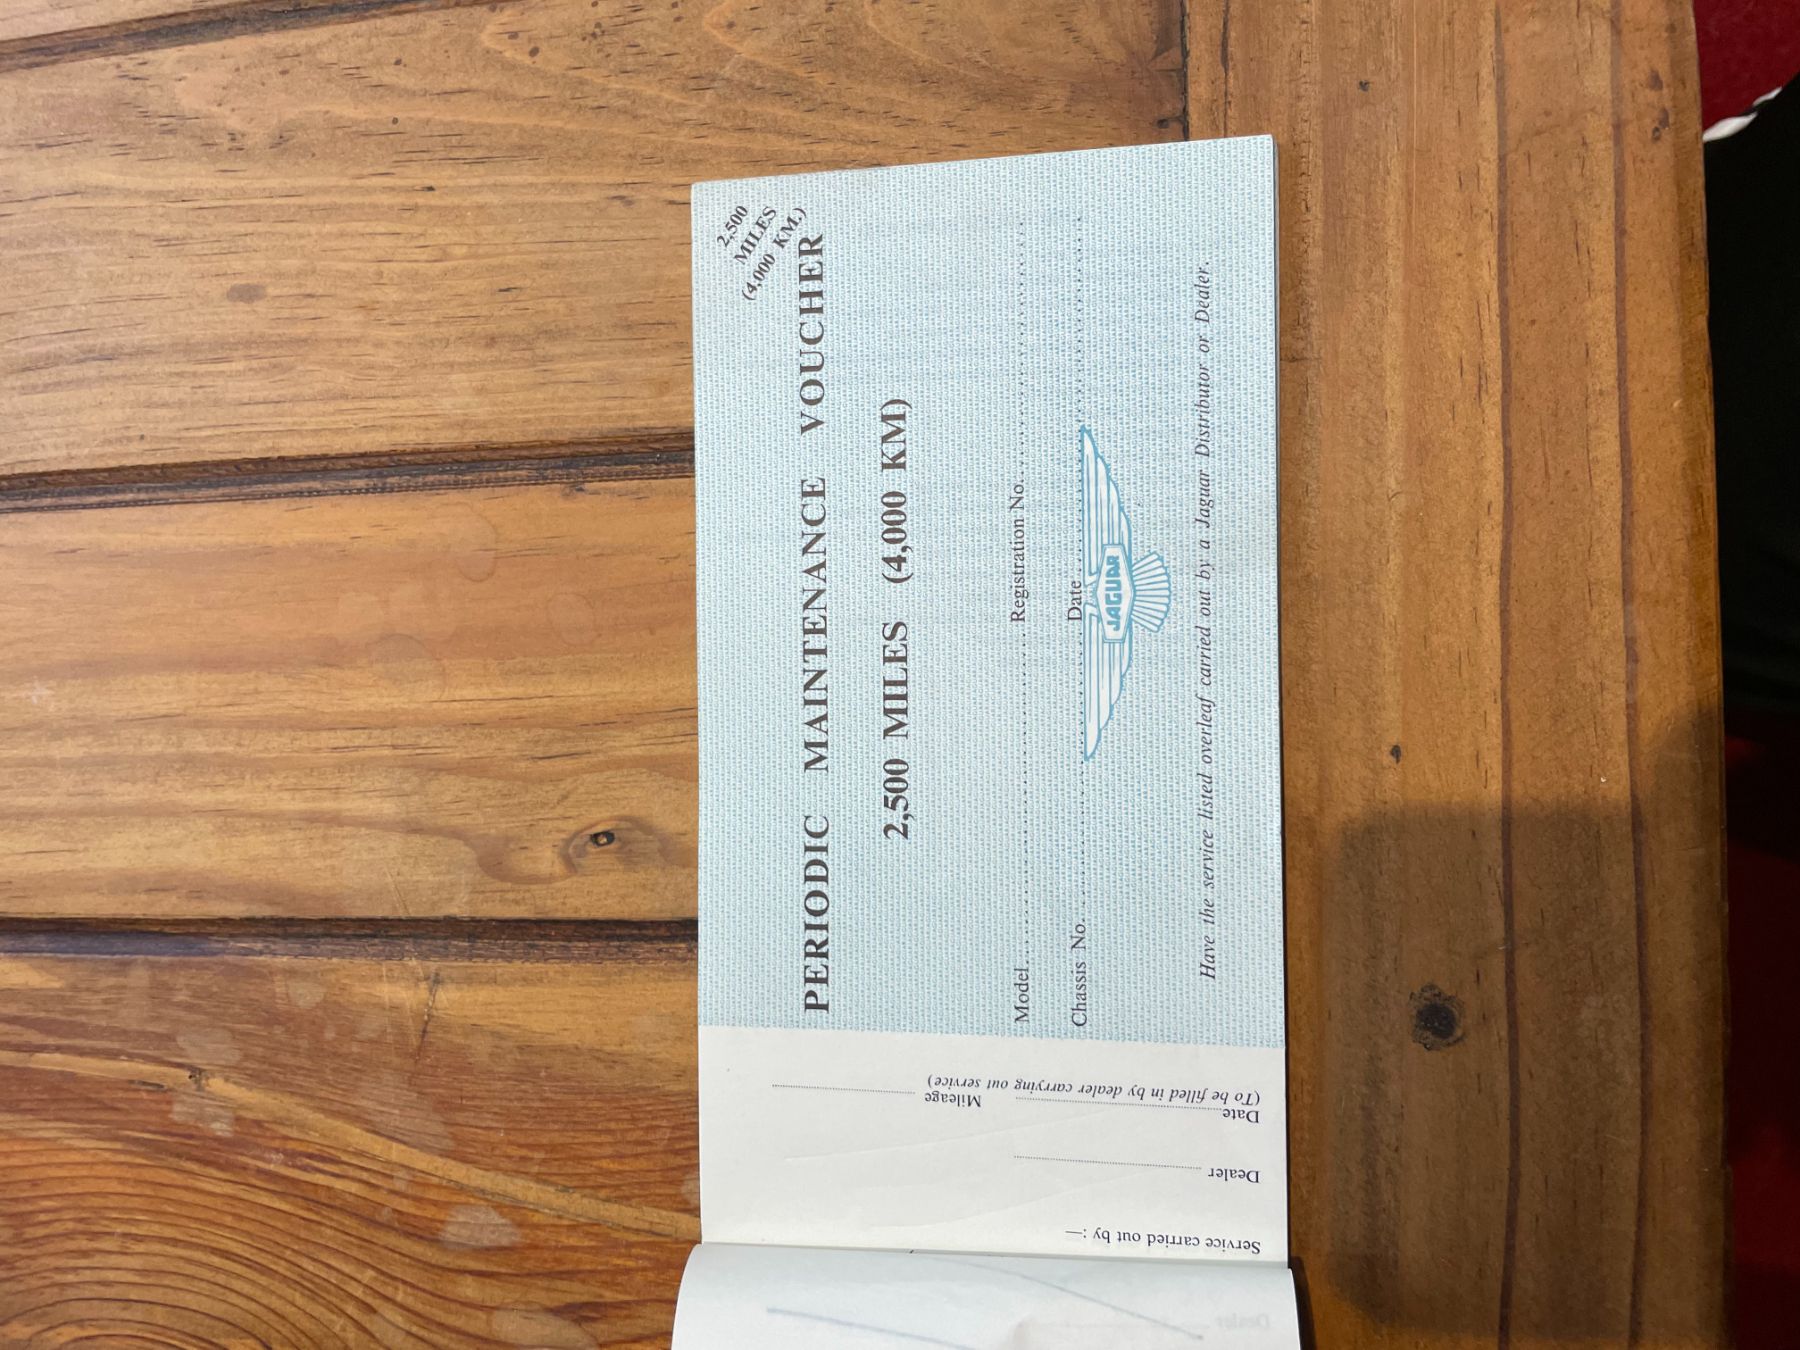 2,500
MILES
(4,000 KM.)
PERIODIC MAINTENANCE VOUCHER
2,500 MILES (4,000 KM)
Model.......... Registration No..........
Chassis No........... Date ..........
JAGUAR
Have the service listed overleaf carried out by a Jaguar Distributor or Dealer.
Service carried out by :—
Dealer ..........
Date.......... Mileage ..........
(To be filled in by dealer carrying out service)
Dealer